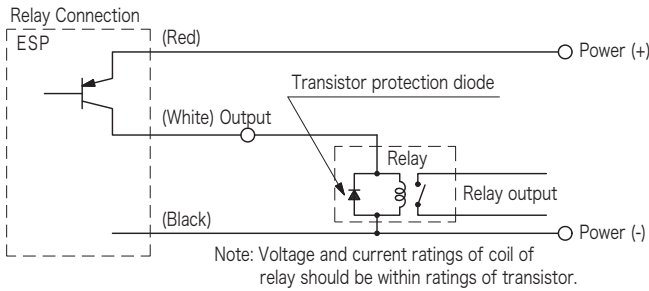 Relay Connection
ESP
(Red)
Power (+)
Transistor protection diode
(White) Output
Relay
Relay output
(Black)
Power (-)
Note: Voltage and current ratings of coil of
relay should be within ratings of transistor.